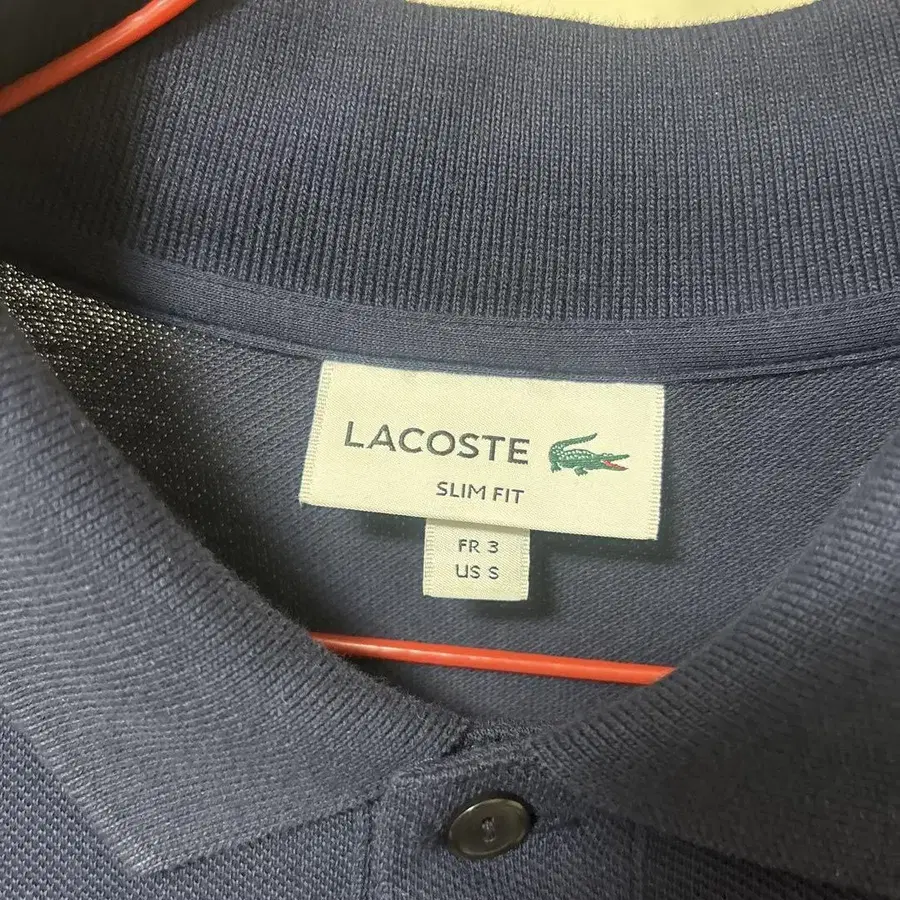 LACOSTE
SLIM FIT
FR 3
US S